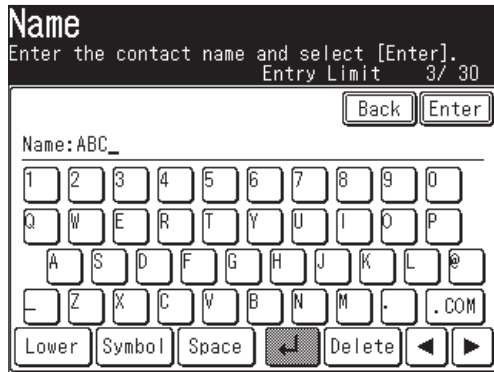 Name
Enter the contact name and select [Enter].
Entry Limit 3/ 30
Back Enter
Name:ABC_
1 2 3 4 5 6 7 8 9 0
Q W E R T Y U I O P
A S D F G H J K L @
_ Z X C V B N M . .COM
Lower Symbol Space ↵ Delete ◀ ▶